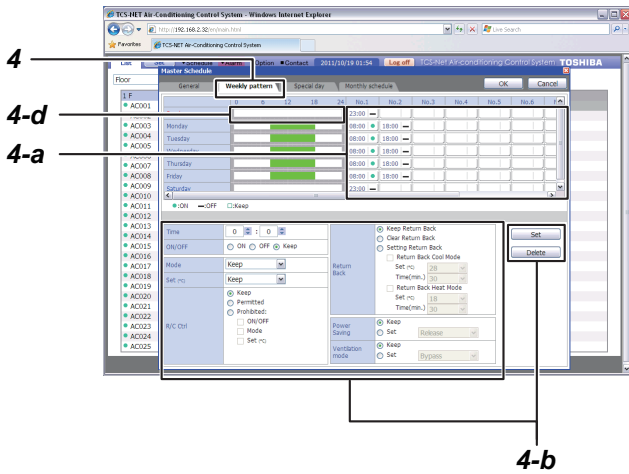 TCS-NET Air-Conditioning Control System - Windows Internet Explorer
http://192.168.2.32/en/main.html
Live Search
Favorites TCS-NET Air-Conditioning Control System
List Set Schedule Alarm Option Contact 2011/10/19 01:54 Log off TCS-Net Air-conditioning Control System TOSHIBA
Master Schedule
4
General Weekly pattern Special day Monthly schedule OK Cancel
Floor
1 F
0 6 12 18 24 No.1 No.2 No.3 No.4 No.5 No.6
AC001
23:00
4-d
AC003 Monday 08:00 18:00
AC004 Tuesday 08:00 18:00
AC005 Wednesday 08:00 18:00
4-a
AC007 Thursday 08:00 18:00
AC008 Friday 08:00 18:00
AC009 Saturday 23:00
AC010
AC011 :ON :OFF :Keep
AC012
AC013
AC014
AC015
AC016
AC017
AC018
AC019
AC020
AC021
AC022
AC023
AC024
AC025
Time 0 : 0
ON/OFF ON OFF Keep
Mode Keep
Set (°C) Keep
R/C Ctrl
Keep
Permitted
Prohibited:
ON/OFF
Mode
Set (°C)
Return
Back
Keep Return Back
Clear Return Back
Setting Return Back
Return Back Cool Mode
Set (°C) 28
Time(min.) 30
Return Back Heat Mode
Set (°C) 18
Time(min.) 30
Power
Saving
Keep
Set Release
Ventilation
mode
Keep
Set Bypass
Set
Delete
4-b